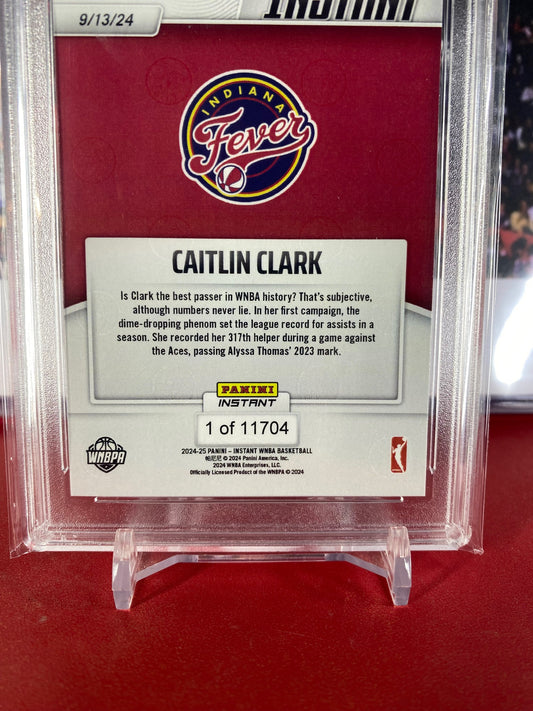 9/13/24
INSTANT
INDIANA
Fever
CAITLIN CLARK
Is Clark the best passer in WNBA history? That's subjective,
although numbers never lie. In her first campaign, the
dime-dropping phenom set the league record for assists in a
season. She recorded her 317th helper during a game against
the Aces, passing Alyssa Thomas' 2023 mark.
PANINI
INSTANT
1 of 11704
WNBPA
2024-25 PANINI – INSTANT WNBA BASKETBALL
帕尼尼 © 2024 Panini America, Inc.
2024 WNBA Enterprises, LLC.
Officially Licensed Product of the WNBPA © 2024